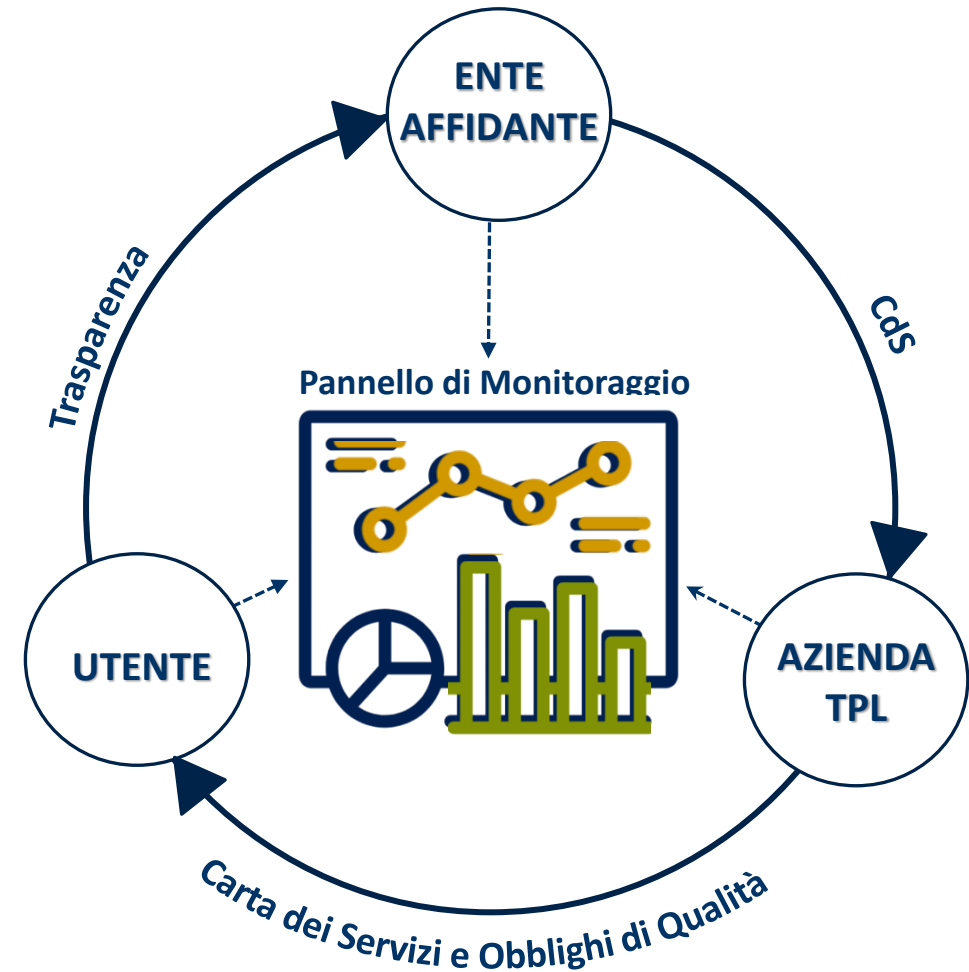 ENTE
AFFIDANTE
Trasparenza
CdS
Pannello di Monitoraggio
UTENTE
AZIENDA
TPL
Carta dei Servizi e Obblighi di Qualità